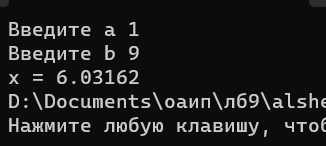 Введите a 1
Введите b 9
x = 6.03162
D:\Documents\оаип\лб9\alshe
Нажмите любую клавишу, чтоб